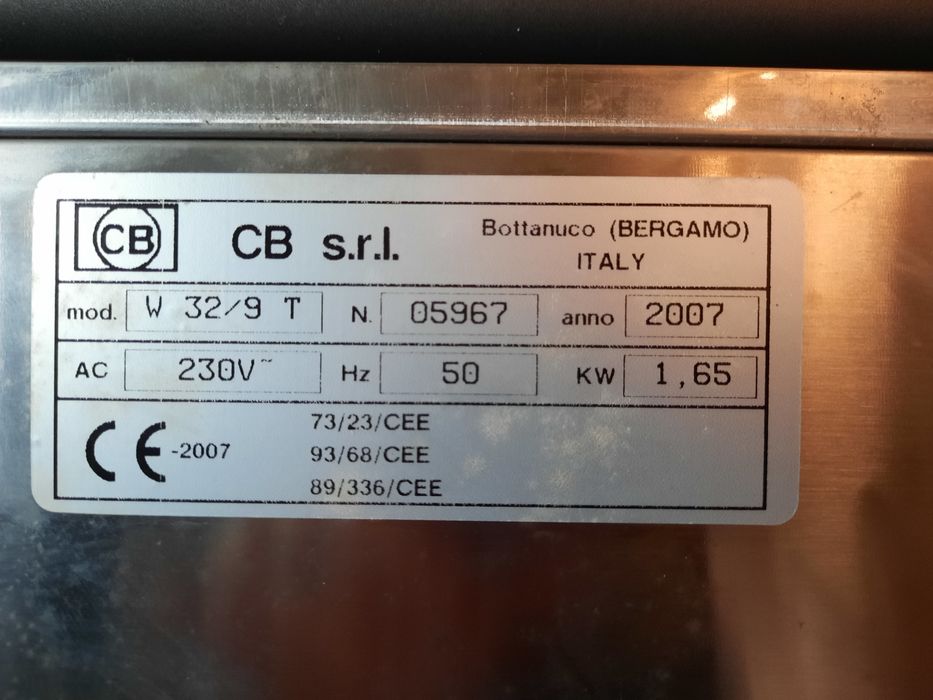 CB CB s.r.l. Bottanuco (BERGAMO)
ITALY
mod. W 32/9 T N. 05967 anno 2007
AC 230V~ Hz 50 KW 1,65
73/23/CEE
CE -2007 93/68/CEE
89/336/CEE